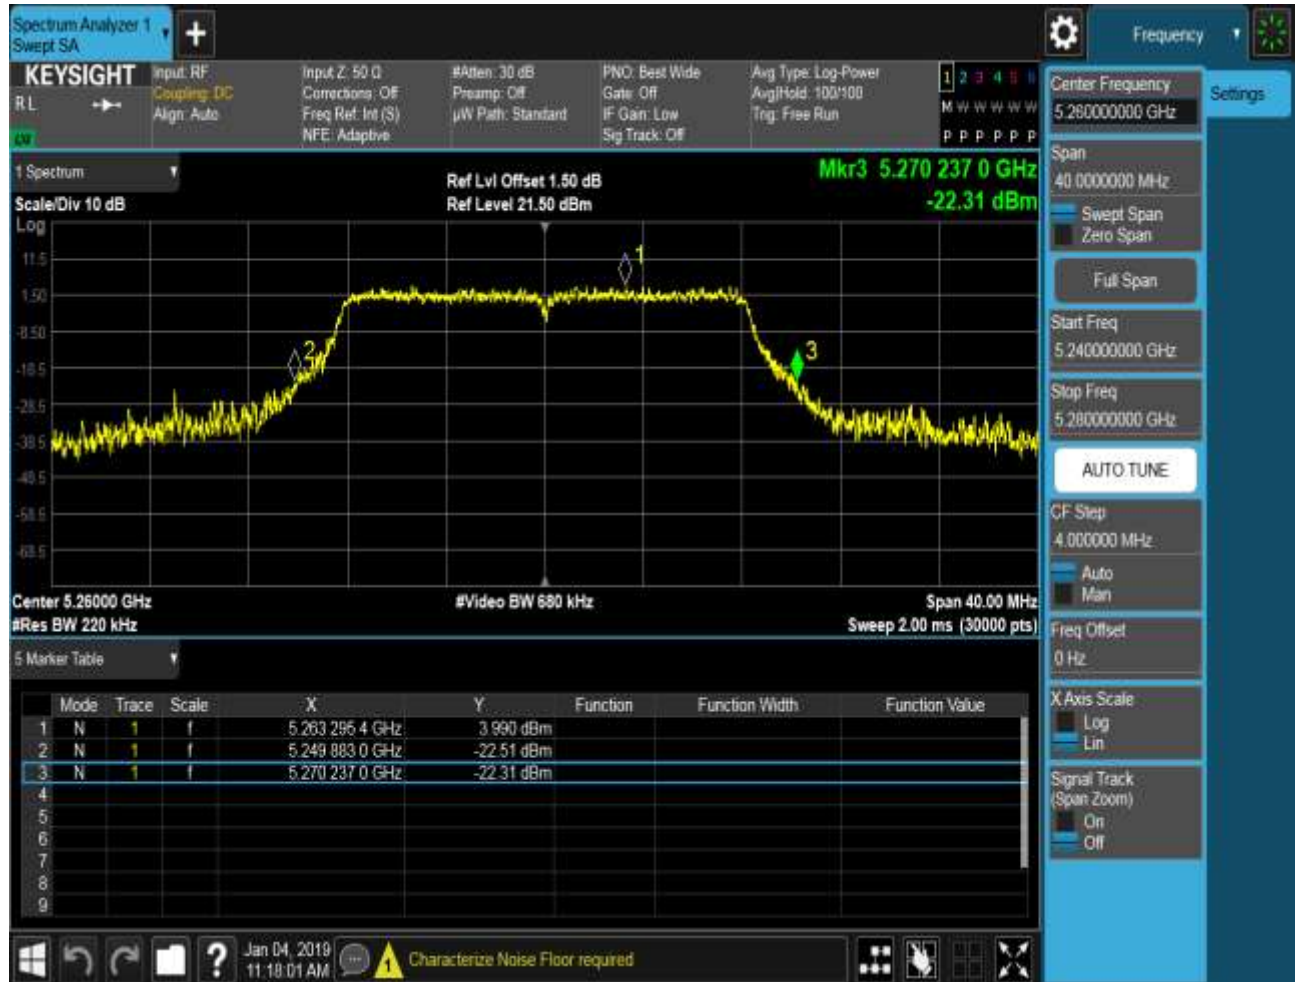 Spectrum Analyzer 1
Swept SA
+
Frequency
KEYSIGHT
R L
Input: RF
Coupling: DC
Align: Auto
Input Z: 50 Ω
Corrections: Off
Freq Ref: Int (S)
NFE: Adaptive
#Atten: 30 dB
Preamp: Off
µW Path: Standard
PNO: Best Wide
Gate: Off
IF Gain: Low
Sig Track: Off
Avg Type: Log-Power
Avg|Hold: 100/100
Trig: Free Run
1 2 3 4 5 6
M W W W W W
P P P P P P
1 Spectrum
Scale/Div 10 dB
Ref Lvl Offset 1.50 dB
Ref Level 21.50 dBm
Mkr3 5.270 237 0 GHz
-22.31 dBm
Log
11.5
1.50
-8.50
-18.5
-28.5
-38.5
-48.5
-58.5
-68.5
1
2
3
Center 5.26000 GHz
#Res BW 220 kHz
#Video BW 680 kHz
Span 40.00 MHz
Sweep 2.00 ms (30000 pts)
5 Marker Table
Mode Trace Scale X Y Function Function Width Function Value
1 N 1 f 5.263 295 4 GHz 3.990 dBm
2 N 1 f 5.249 883 0 GHz -22.51 dBm
3 N 1 f 5.270 237 0 GHz -22.31 dBm
4
5
6
7
8
9
Center Frequency
5.260000000 GHz
Settings
Span
40.0000000 MHz
Swept Span
Zero Span
Full Span
Start Freq
5.240000000 GHz
Stop Freq
5.280000000 GHz
AUTO TUNE
CF Step
4.000000 MHz
Auto
Man
Freq Offset
0 Hz
X Axis Scale
Log
Lin
Signal Track
(Span Zoom)
On
Off
?
Jan 04, 2019
11:18:01 AM
1
Characterize Noise Floor required